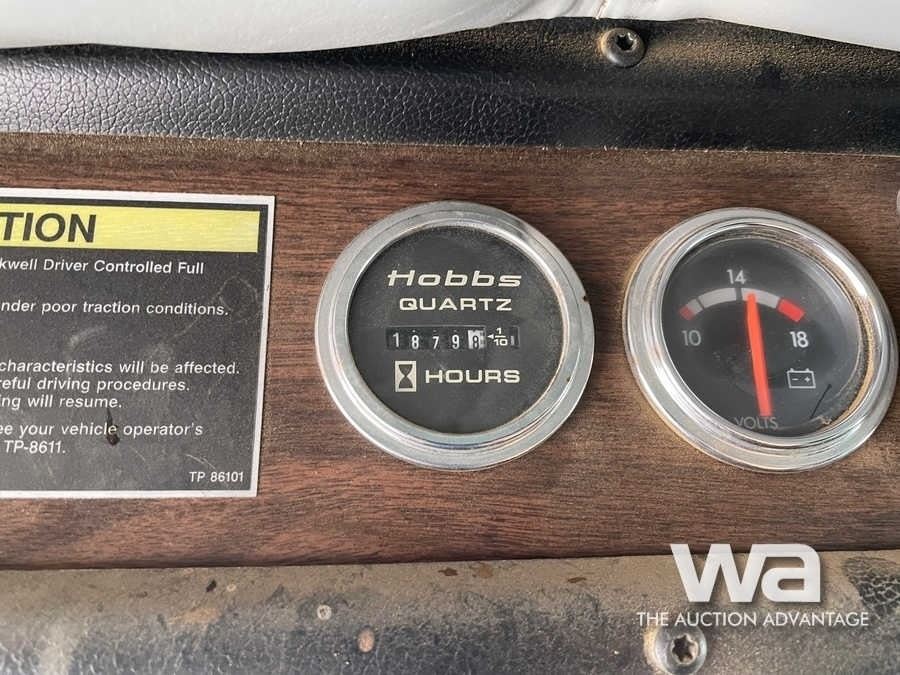 TION
kwell Driver Controlled Full
nder poor traction conditions.
characteristics will be affected.
reful driving procedures.
ing will resume.
ee your vehicle operator's
TP-8611.
TP 86101
Hobbs
QUARTZ
1 8 7 9 8 1/10
HOURS
10
14
18
VOLTS
wa
THE AUCTION ADVANTAGE